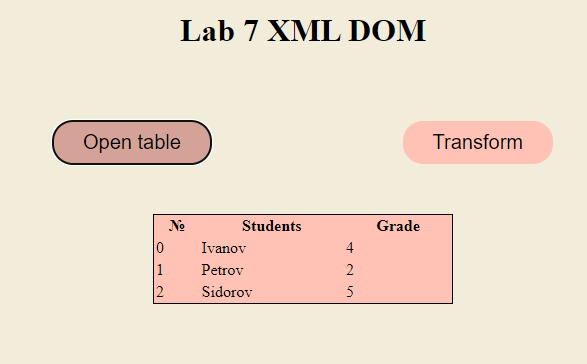 Lab 7 XML DOM
Open table Transform
№ Students Grade
0 Ivanov 4
1 Petrov 2
2 Sidorov 5